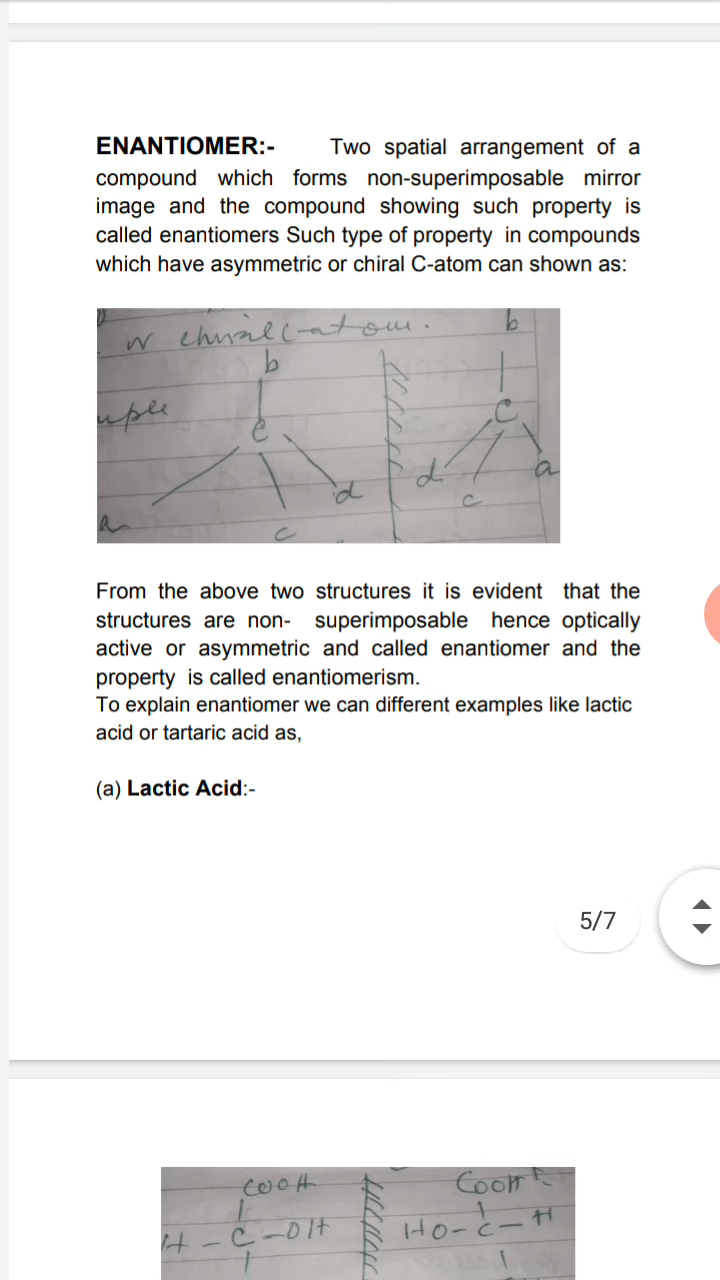 ENANTIOMER:- Two spatial arrangement of a
compound which forms non-superimposable mirror
image and the compound showing such property is
called enantiomers Such type of property in compounds
which have asymmetric or chiral C-atom can shown as:
chiral c-atom.
b
b
C
C
a
c
d
d
c
a
From the above two structures it is evident that the
structures are non- superimposable hence optically
active or asymmetric and called enantiomer and the
property is called enantiomerism.
To explain enantiomer we can different examples like lactic
acid or tartaric acid as,
(a) Lactic Acid:-
5/7
COOH
COOH
H - C - OH
HO - C - H